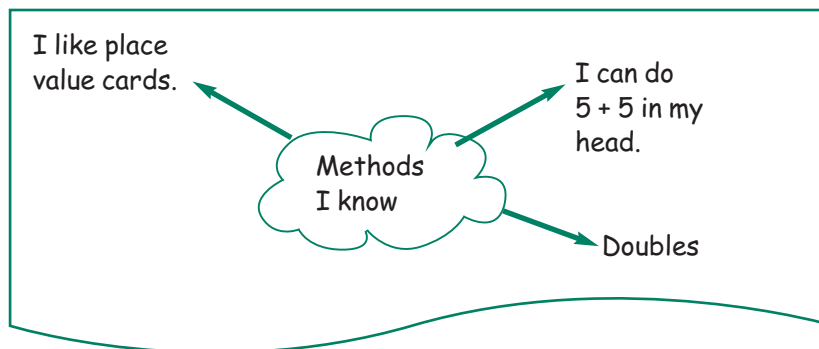 I like place
value cards.
I can do
5 + 5 in my
head.
Methods
I know
Doubles